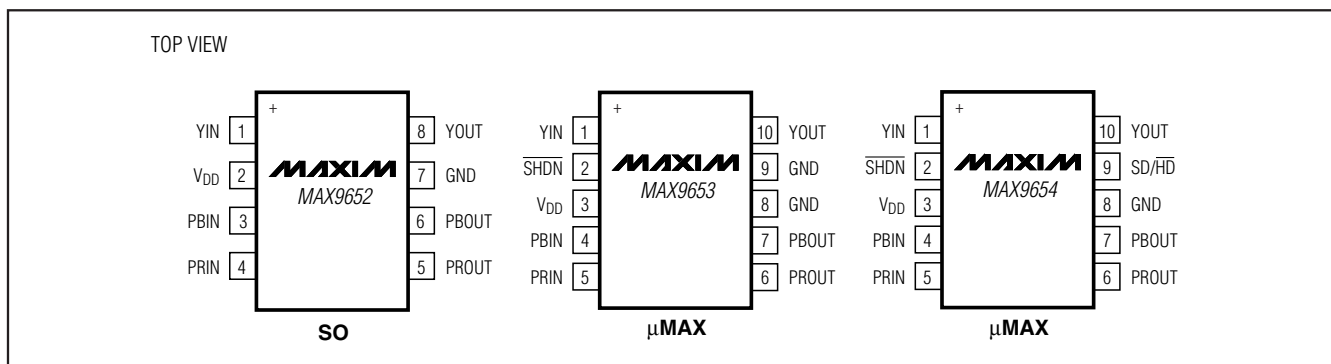 TOP VIEW
+
YIN 1
8 YOUT
MAXIM
MAX9652
VDD 2
7 GND
PBIN 3
6 PBOUT
PRIN 4
5 PROUT
SO
+
YIN 1
10 YOUT
MAXIM
MAX9653
SHDN 2
9 GND
VDD 3
8 GND
PBIN 4
7 PBOUT
PRIN 5
6 PROUT
µMAX
+
YIN 1
10 YOUT
MAXIM
MAX9654
SHDN 2
9 SD/HD
VDD 3
8 GND
PBIN 4
7 PBOUT
PRIN 5
6 PROUT
µMAX